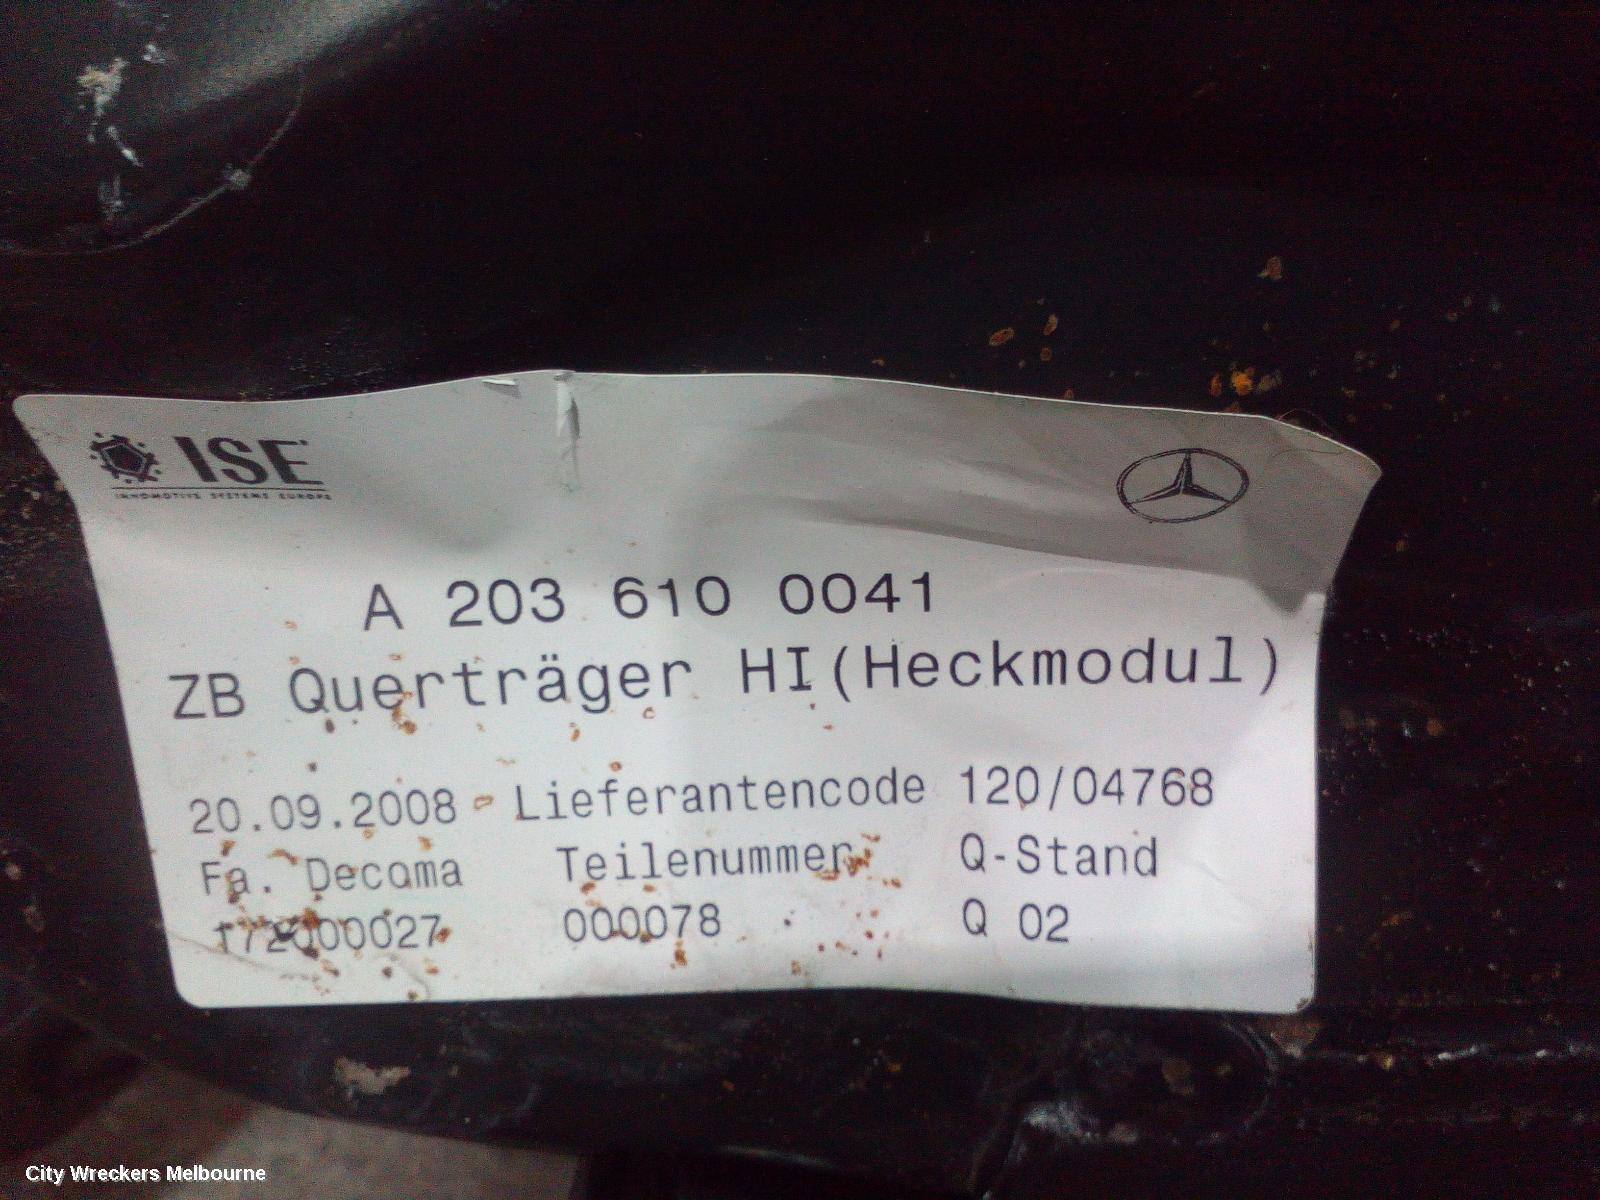 ISE
INNOMOTIVE SYSTEMS EUROPE
A 203 610 0041
ZB Querträger HI(Heckmodul)
20.09.2008 Lieferantencode 120/04768
Fa. Decoma Teilenummer Q-Stand
172000027 000078 Q 02
City Wreckers Melbourne